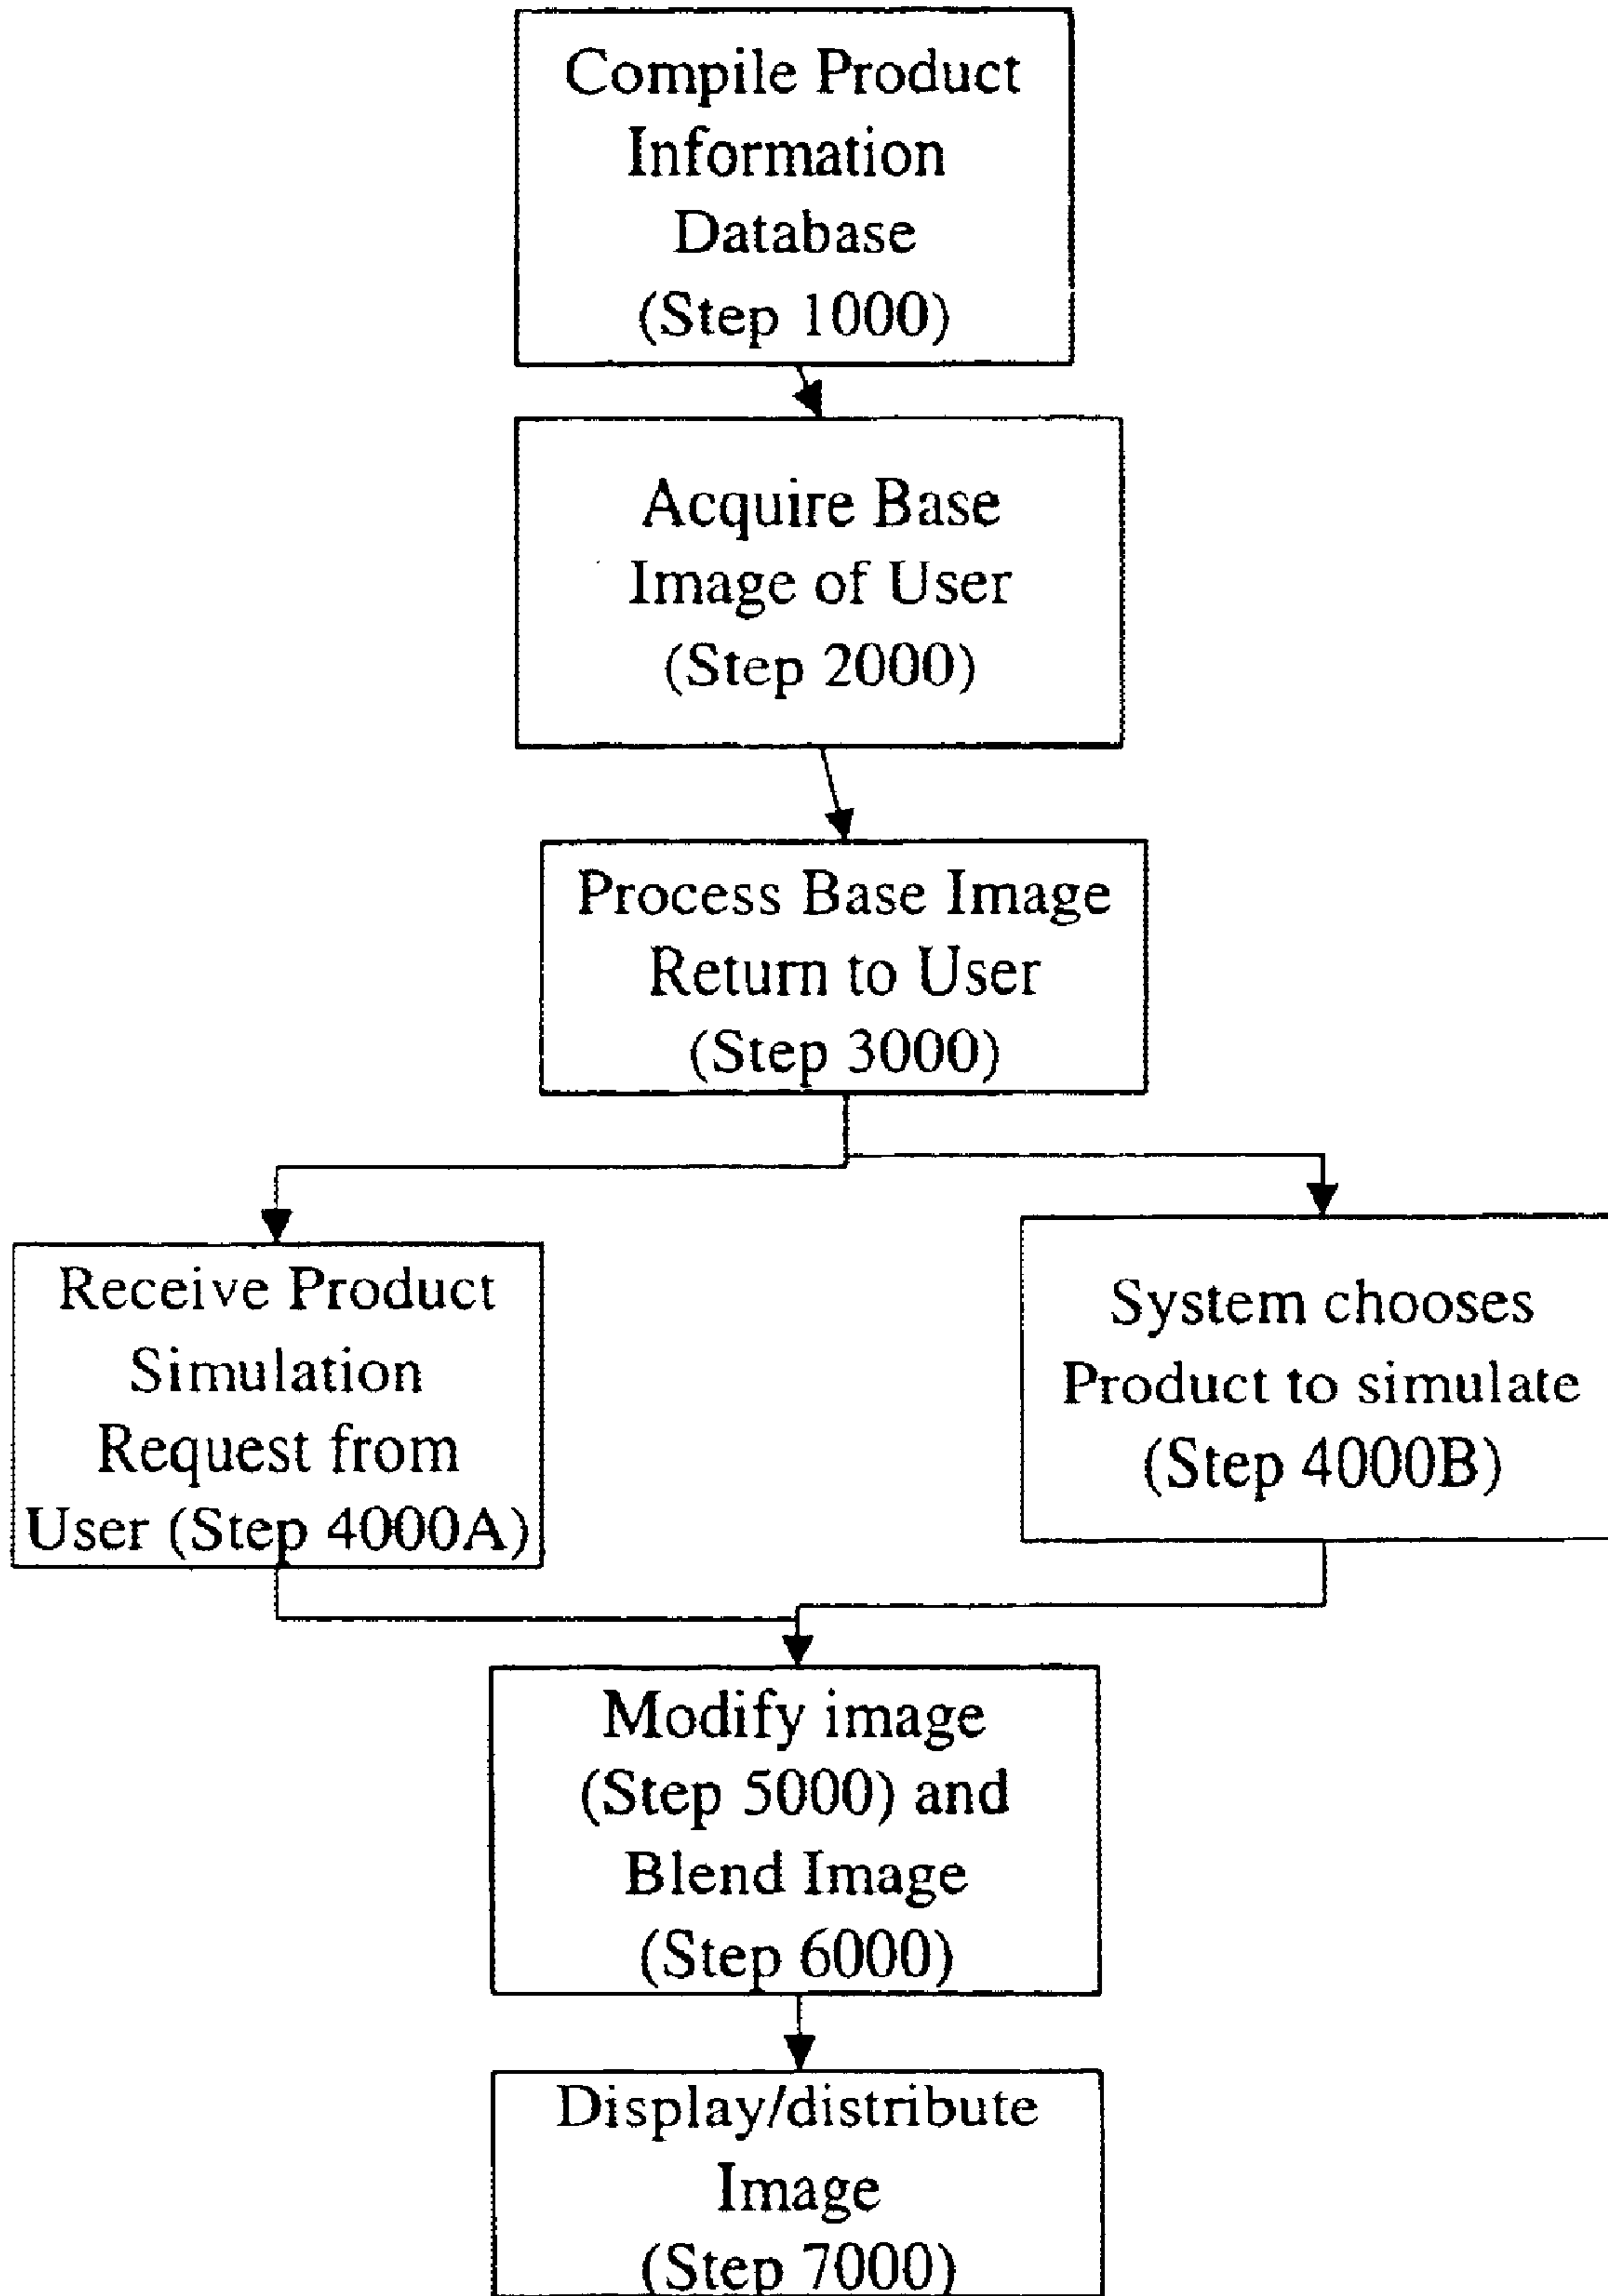 Compile Product
Information
Database
(Step 1000)
Acquire Base
Image of User
(Step 2000)
Process Base Image
Return to User
(Step 3000)
Receive Product
Simulation
Request from
User (Step 4000A)
System chooses
Product to simulate
(Step 4000B)
Modify image
(Step 5000) and
Blend Image
(Step 6000)
Display/distribute
Image
(Step 7000)